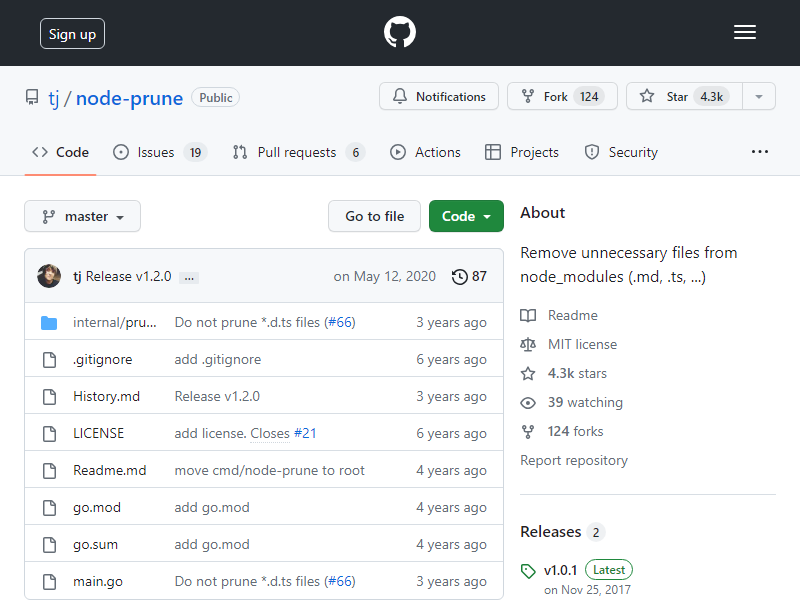 Sign up
tj / node-prune Public
Notifications Fork 124 Star 4.3k
Code Issues 19 Pull requests 6 Actions Projects Security ...
master Go to file Code
tj Release v1.2.0 ... on May 12, 2020 87
internal/pru... Do not prune *.d.ts files (#66) 3 years ago
.gitignore add .gitignore 6 years ago
History.md Release v1.2.0 3 years ago
LICENSE add license. Closes #21 6 years ago
Readme.md move cmd/node-prune to root 4 years ago
go.mod add go.mod 4 years ago
go.sum add go.mod 4 years ago
main.go Do not prune *.d.ts files (#66) 3 years ago
About
Remove unnecessary files from
node_modules (.md, .ts, ...)
Readme
MIT license
4.3k stars
39 watching
124 forks
Report repository
Releases 2
v1.0.1 Latest
on Nov 25, 2017